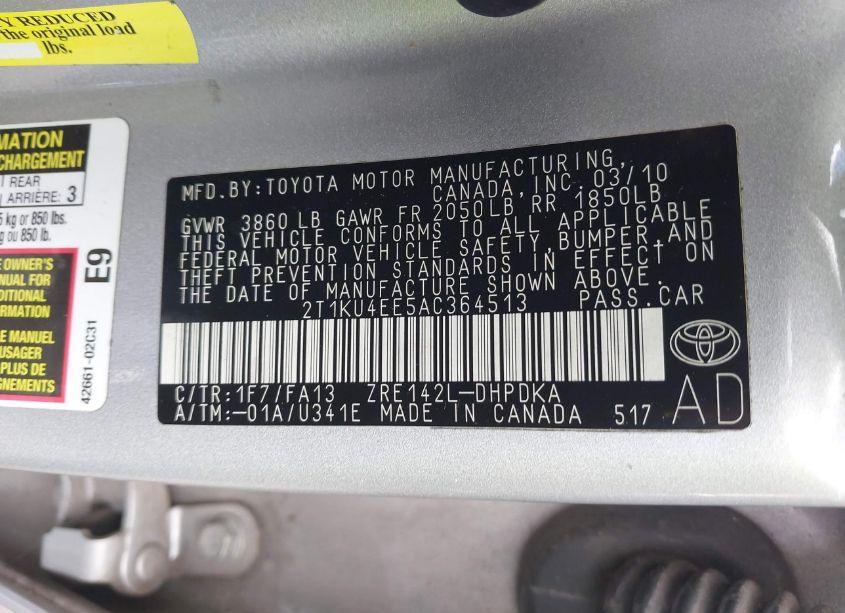 Y REDUCED
the original load
lbs.
MATION
CHARGEMENT
REAR
ARRIÈRE: 3
5 kg or 850 lbs.
g ou 850 lb.
E9
E OWNER'S
NUAL FOR
DITIONAL
ORMATION
LE MANUEL
USAGER
PLUS DE
IGNEMENTS
42661-02C31
MFD. BY: TOYOTA MOTOR MANUFACTURING,
CANADA, INC. 03/10
GVWR 3860 LB GAWR FR 2050LB, RR 1850LB
THIS VEHICLE CONFORMS TO ALL APPLICABLE
FEDERAL MOTOR VEHICLE SAFETY, BUMPER, AND
THEFT PREVENTION STANDARDS IN EFFECT ON
THE DATE OF MANUFACTURE SHOWN ABOVE.
2T1KU4EE5AC364513 PASS. CAR
C/TR: 1F7/FA13 ZRE142L-DHPDKA
A/TM: -01A/U341E MADE IN CANADA 517 AD